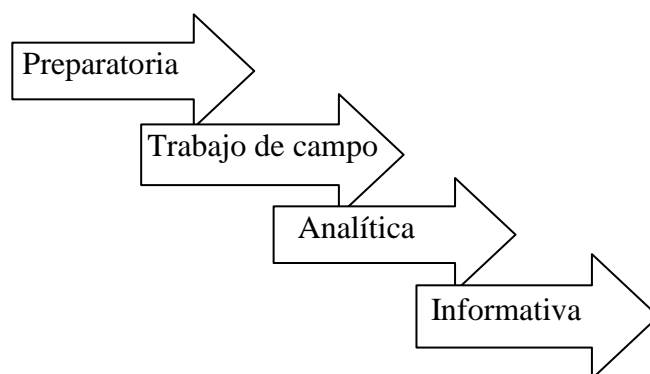 Preparatoria
Trabajo de campo
Analítica
Informativa